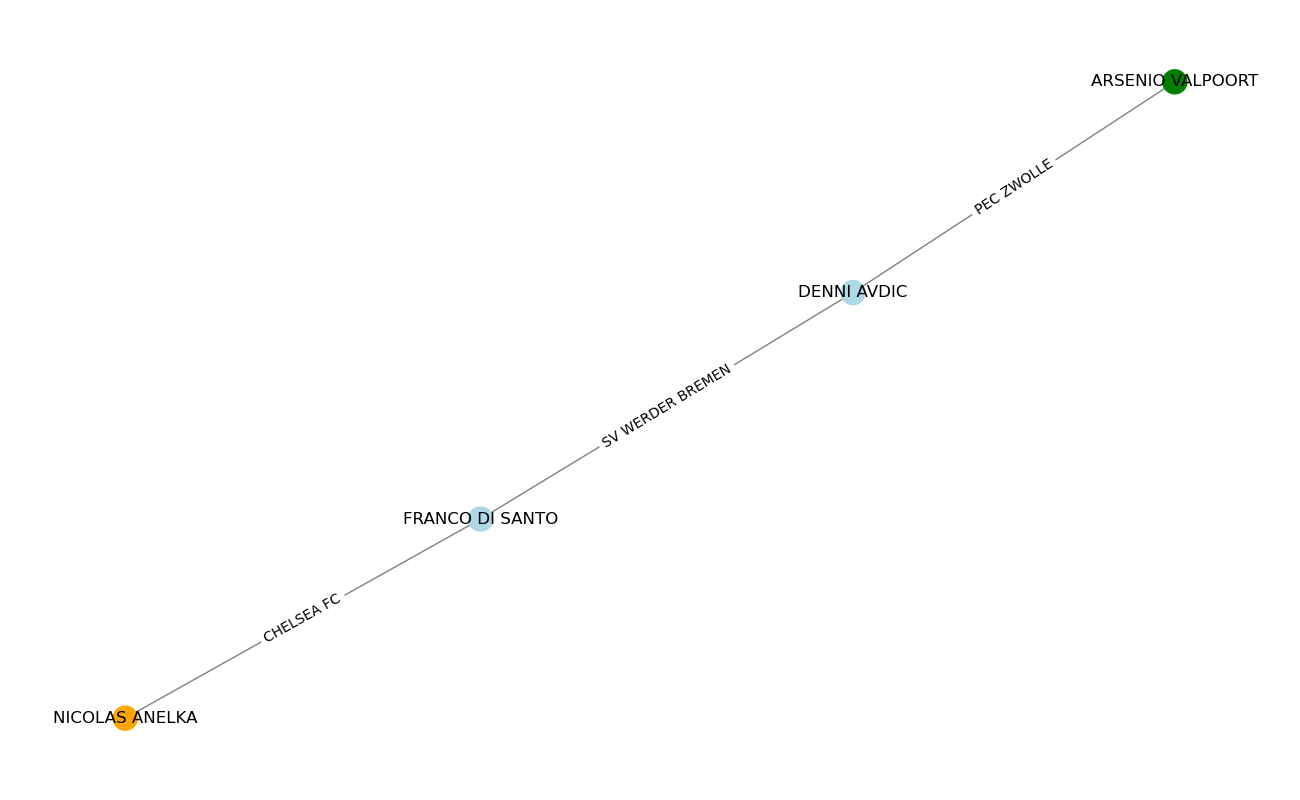 ARSENIO VALPOORT
PEC ZWOLLE
DENNI AVDIC
SV WERDER BREMEN
FRANCO DI SANTO
CHELSEA FC
NICOLAS ANELKA